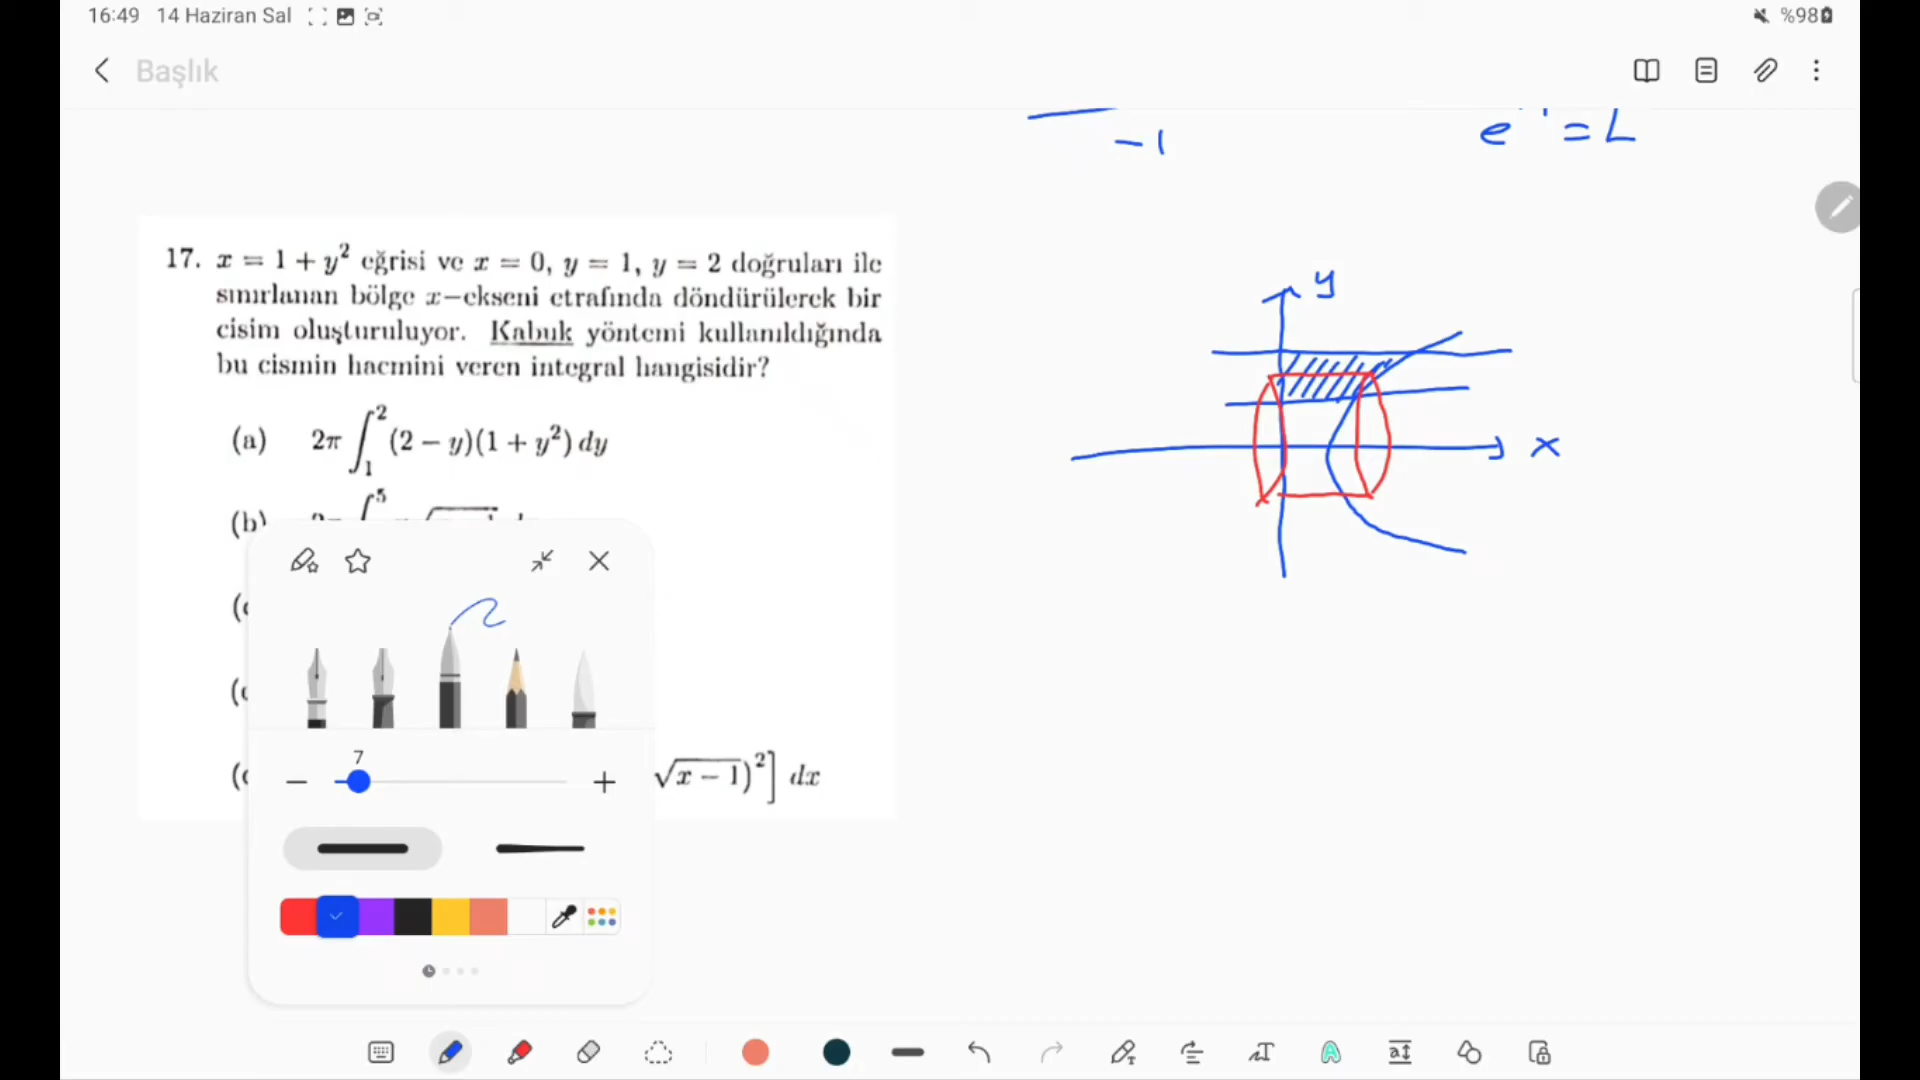 16:49 14 Haziran Sal
%98
Başlık
-1
e = L
17. x = 1 + y² eğrisi ve x = 0, y = 1, y = 2 doğruları ile
sınırlanan bölge x–ekseni etrafında döndürülerek bir
cisim oluşturuluyor. Kabuk yöntemi kullanıldığında
bu cismin hacmini veren integral hangisidir?
(a) 2π ∫₁² (2 − y)(1 + y²) dy
(b)
√x − 1)²] dx
y
x
7